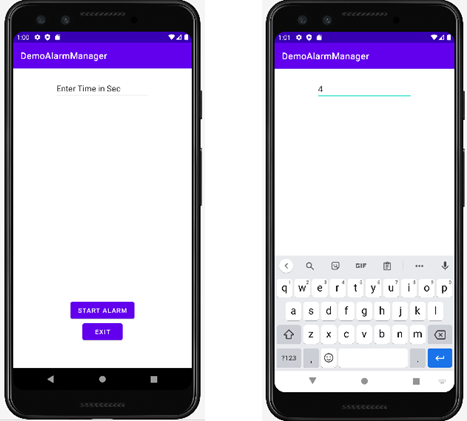 1:00
DemoAlarmManager
Enter Time in Sec
START ALARM
EXIT
1:01
DemoAlarmManager
4
GIF
q w e r t y u i o p
a s d f g h j k l
z x c v b n m
?123 , .